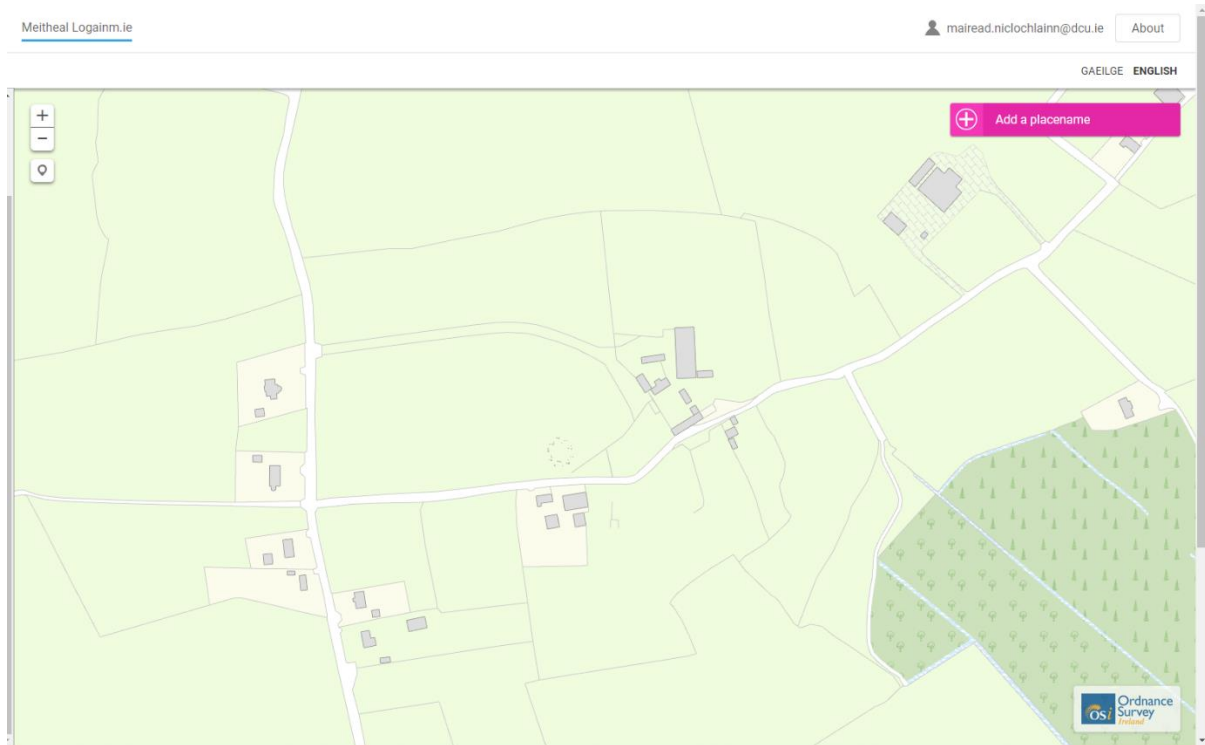 Meitheal Logainm.ie
mairead.niclochlainn@dcu.ie
About
GAEILGE ENGLISH
+
Add a placename
−
osi
Ordnance
Survey
Ireland